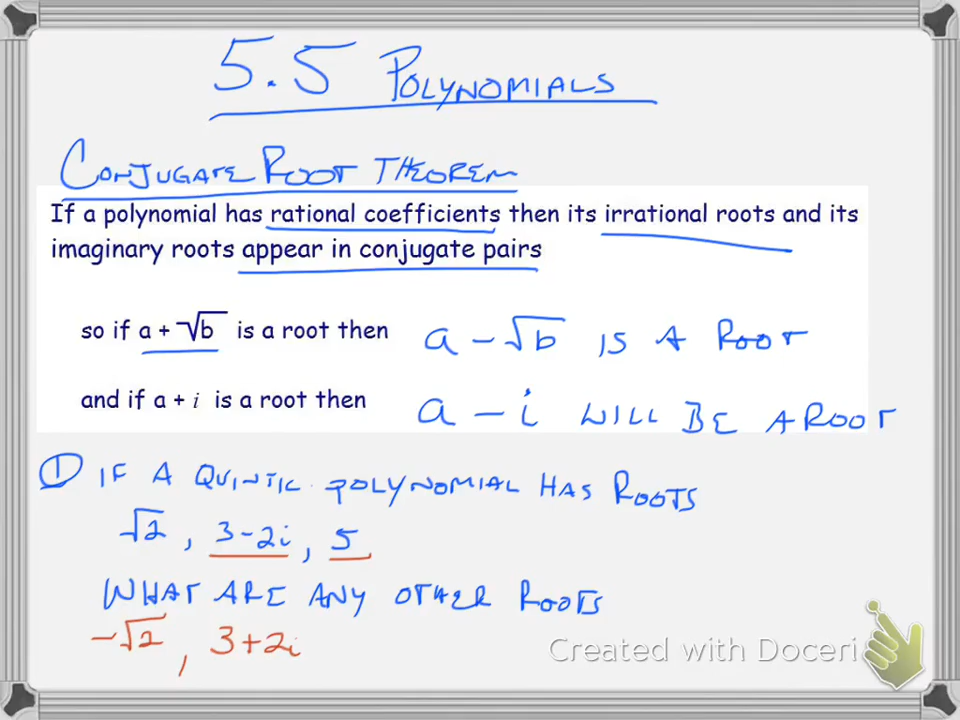 5.5 POLYNOMIALS
CONJUGATE ROOT THEOREM
If a polynomial has rational coefficients then its irrational roots and its
imaginary roots appear in conjugate pairs
so if a + √b is a root then a - √b IS A ROOT
and if a + i is a root then a - i WILL BE A ROOT
① IF A QUINTIC POLYNOMIAL HAS ROOTS
√2, 3-2i, 5
WHAT ARE ANY OTHER ROOTS
-√2, 3+2i
Created with Doceri